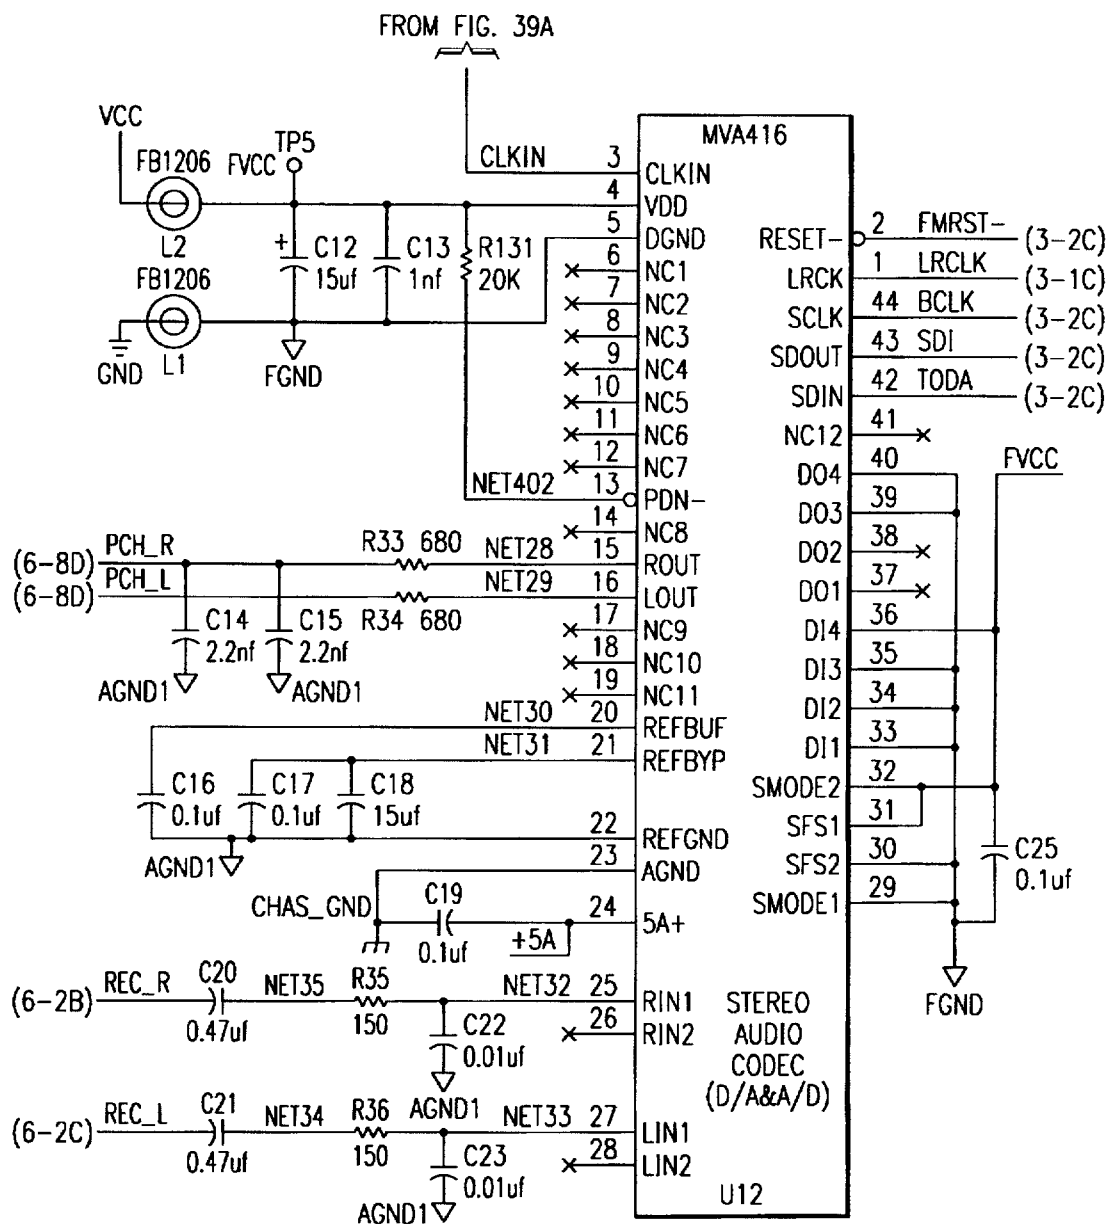 FROM FIG. 39A
VCC
FB1206
FVCC
TP5
CLKIN
L2
FB1206
+
C12
15uf
C13
1nf
R131
20K
GND
L1
FGND
NET402
(6-8D)
PCH_R
R33 680
NET28
(6-8D)
PCH_L
R34 680
NET29
C14
2.2nf
C15
2.2nf
AGND1
AGND1
NET30
NET31
C16
0.1uf
C17
0.1uf
C18
15uf
AGND1
CHAS_GND
C19
0.1uf
+5A
(6-2B)
REC_R
C20
0.47uf
NET35
R35
150
NET32
C22
0.01uf
AGND1
(6-2C)
REC_L
C21
0.47uf
NET34
R36
150
NET33
C23
0.01uf
AGND1
MVA416
3 CLKIN
4 VDD
5 DGND
6 NC1
7 NC2
8 NC3
9 NC4
10 NC5
11 NC6
12 NC7
13 PDN-
14 NC8
15 ROUT
16 LOUT
17 NC9
18 NC10
19 NC11
20 REFBUF
21 REFBYP
22 REFGND
23 AGND
24 5A+
25 RIN1
26 RIN2
27 LIN1
28 LIN2
STEREO
AUDIO
CODEC
(D/A&A/D)
U12
RESET- 2 FMRST- (3-2C)
LRCK 1 LRCLK (3-1C)
SCLK 44 BCLK (3-2C)
SDOUT 43 SDI (3-2C)
SDIN 42 TODA (3-2C)
NC12 41
DO4 40
FVCC
DO3 39
DO2 38
DO1 37
DI4 36
DI3 35
DI2 34
DI1 33
SMODE2 32
SFS1 31
SFS2 30
SMODE1 29
C25
0.1uf
FGND